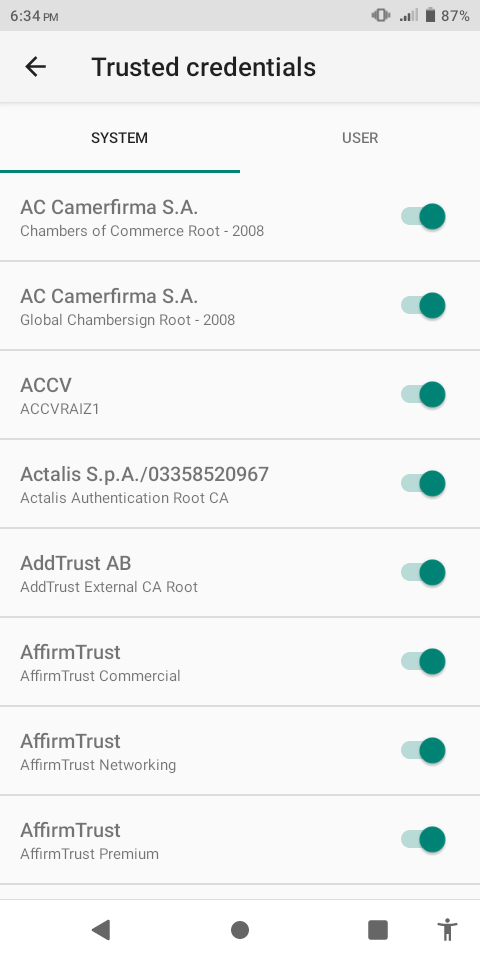 6:34 PM
87%
Trusted credentials
SYSTEM
USER
AC Camerfirma S.A.
Chambers of Commerce Root - 2008
AC Camerfirma S.A.
Global Chambersign Root - 2008
ACCV
ACCVRAIZ1
Actalis S.p.A./03358520967
Actalis Authentication Root CA
AddTrust AB
AddTrust External CA Root
AffirmTrust
AffirmTrust Commercial
AffirmTrust
AffirmTrust Networking
AffirmTrust
AffirmTrust Premium